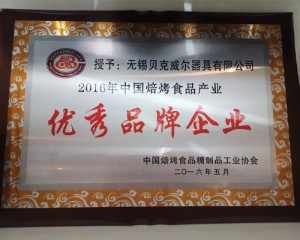 授予：无锡贝克威尔器具有限公司
2016年中国焙烤食品产业
优秀品牌企业
中国焙烤食品糖制品工业协会
二〇一六年五月